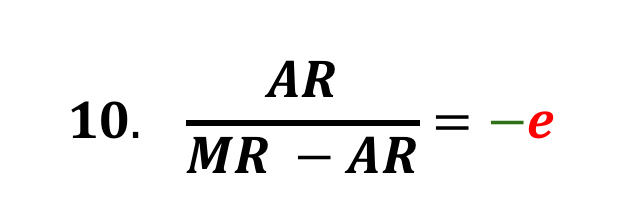 10. AR / MR − AR = −e